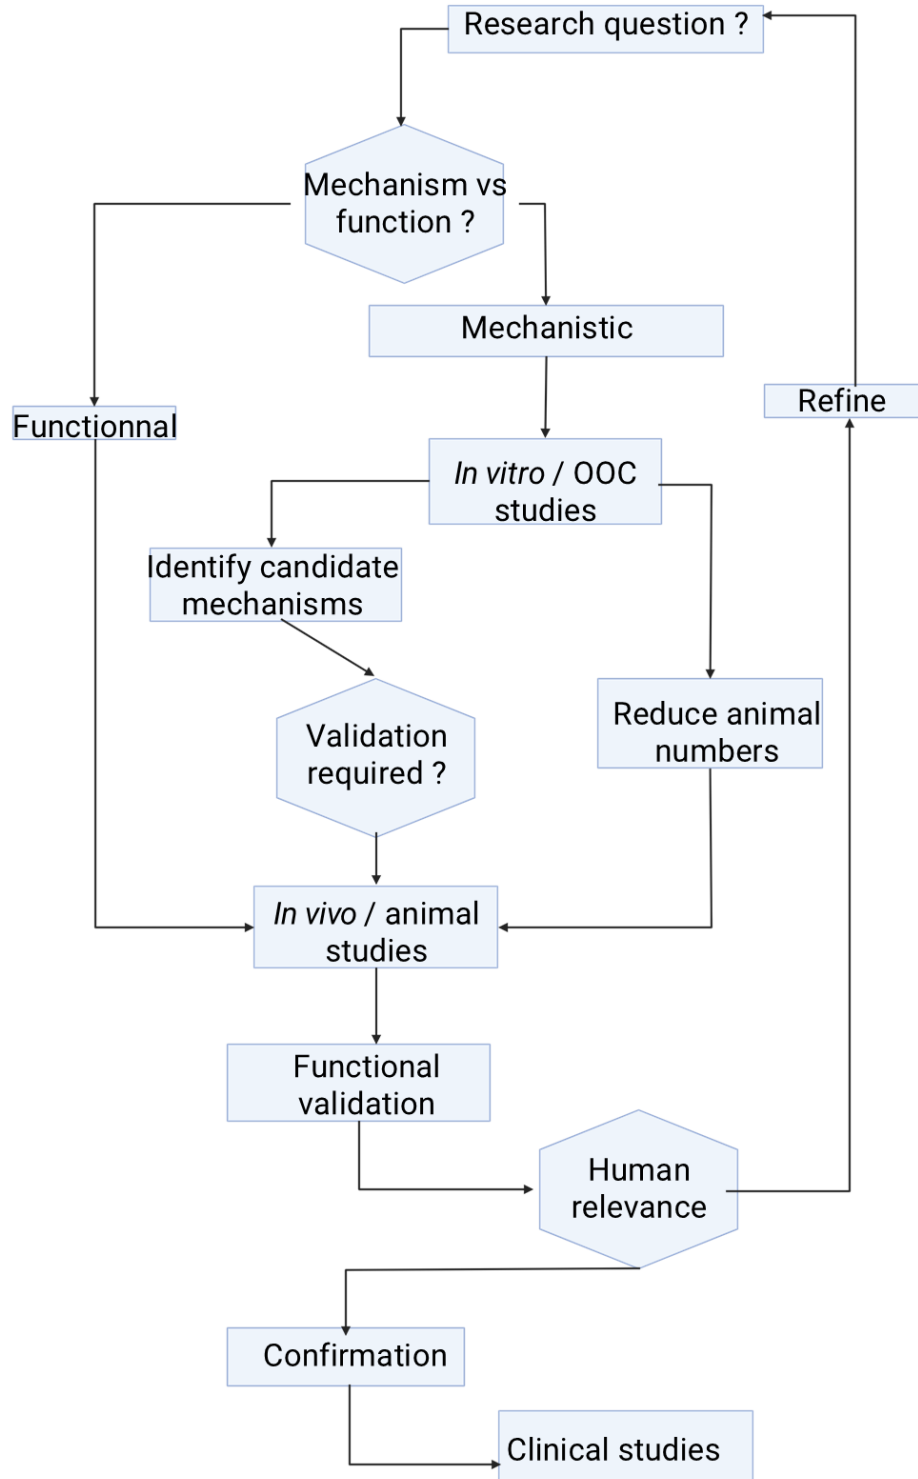 Research question ?
Mechanism vs
function ?
Mechanistic
Refine
Functionnal
In vitro / OOC
studies
Identify candidate
mechanisms
Reduce animal
numbers
Validation
required ?
In vivo / animal
studies
Functional
validation
Human
relevance
Confirmation
Clinical studies